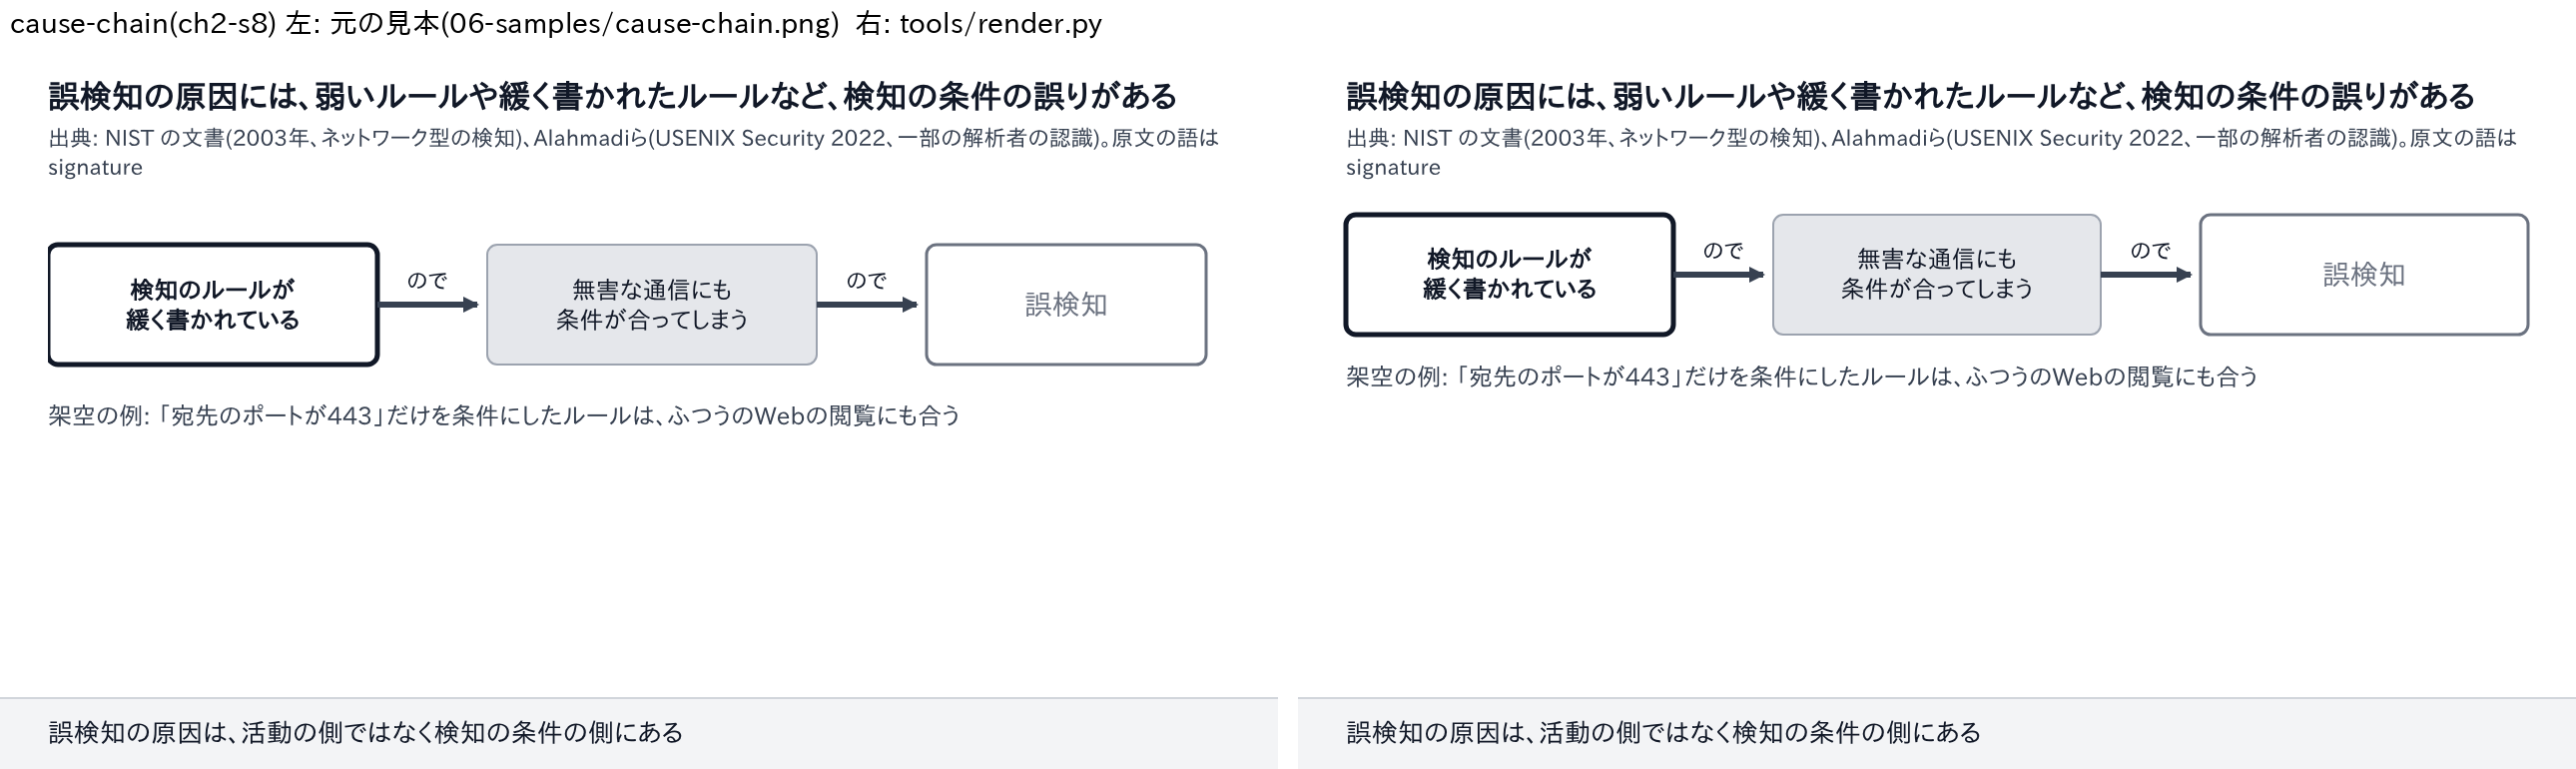 cause-chain(ch2-s8) 左: 元の見本(06-samples/cause-chain.png)  右: tools/render.py
誤検知の原因には、弱いルールや緩く書かれたルールなど、検知の条件の誤りがある
出典: NIST の文書(2003年、ネットワーク型の検知)、Alahmadiら(USENIX Security 2022、一部の解析者の認識)。原文の語は
signature
検知のルールが
緩く書かれている
ので
無害な通信にも
条件が合ってしまう
ので
誤検知
架空の例: 「宛先のポートが443」だけを条件にしたルールは、ふつうのWebの閲覧にも合う
誤検知の原因は、活動の側ではなく検知の条件の側にある
誤検知の原因には、弱いルールや緩く書かれたルールなど、検知の条件の誤りがある
出典: NIST の文書(2003年、ネットワーク型の検知)、Alahmadiら(USENIX Security 2022、一部の解析者の認識)。原文の語は
signature
検知のルールが
緩く書かれている
ので
無害な通信にも
条件が合ってしまう
ので
誤検知
架空の例: 「宛先のポートが443」だけを条件にしたルールは、ふつうのWebの閲覧にも合う
誤検知の原因は、活動の側ではなく検知の条件の側にある